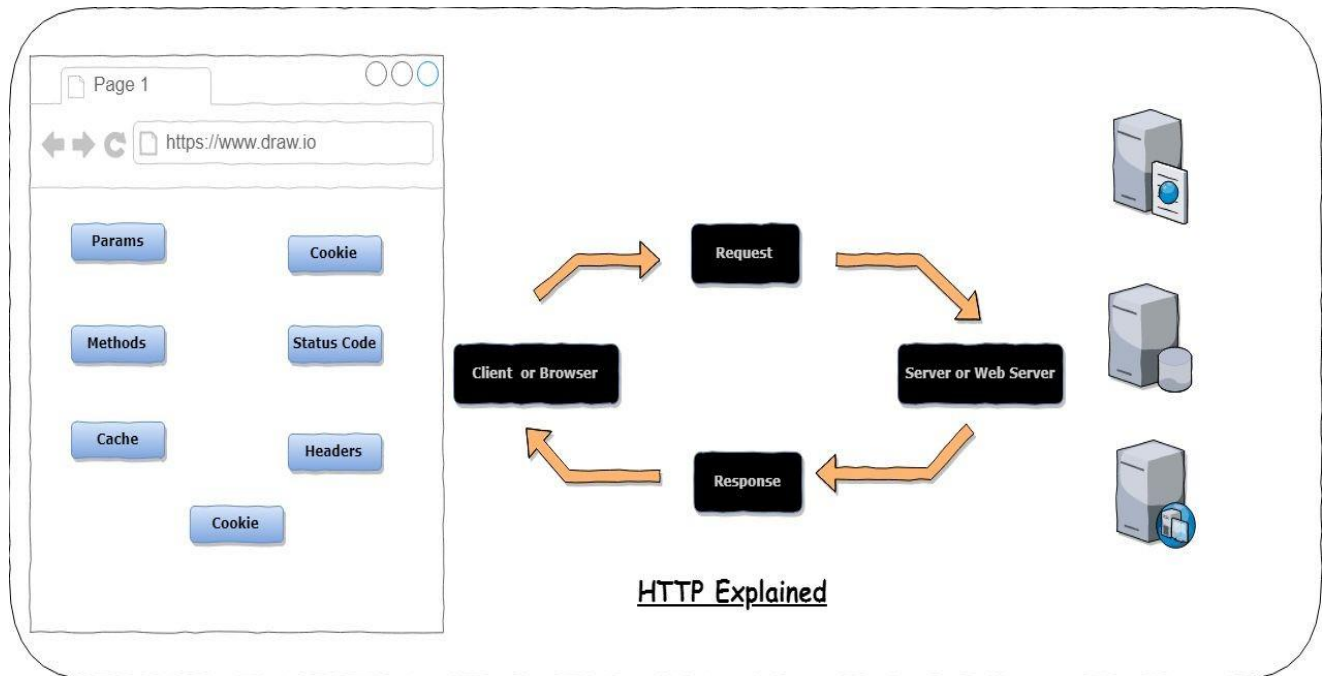 Page 1
https://www.draw.io
Params
Cookie
Methods
Status Code
Cache
Headers
Cookie
Request
Client or Browser
Server or Web Server
Response
HTTP Explained